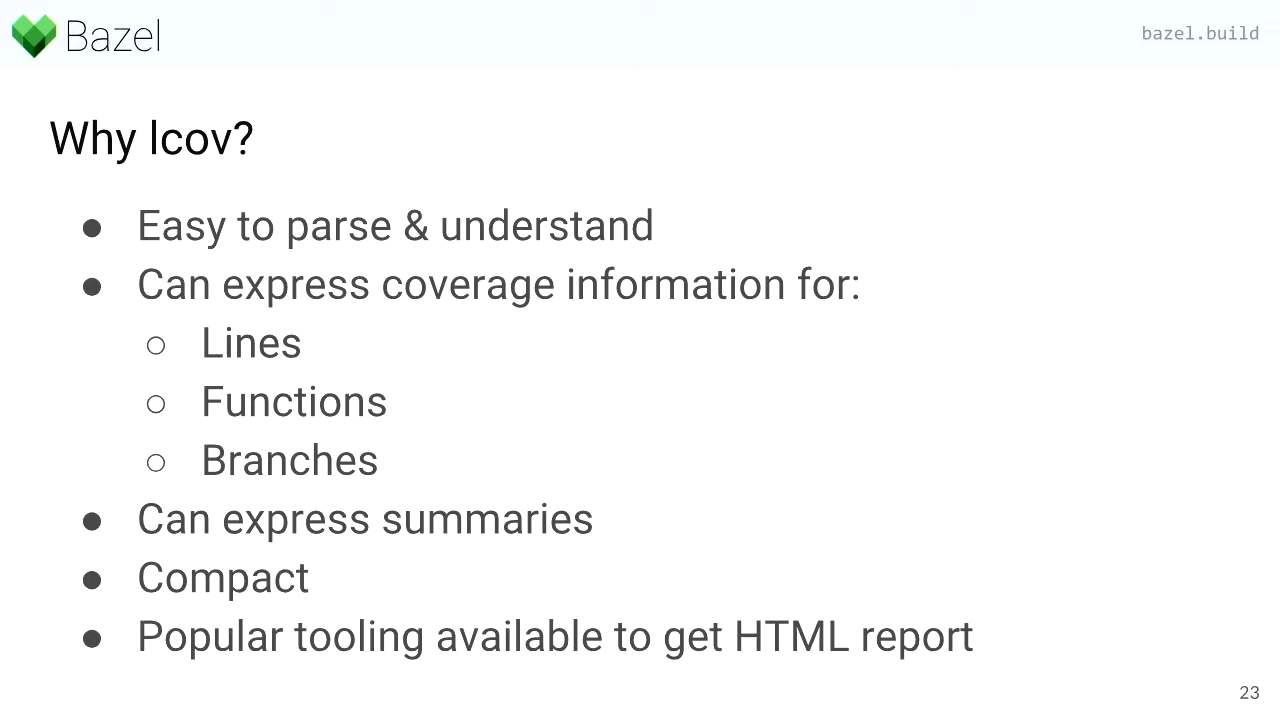 Bazel
bazel.build
Why lcov?
● Easy to parse & understand
● Can express coverage information for:
○ Lines
○ Functions
○ Branches
● Can express summaries
● Compact
● Popular tooling available to get HTML report
23